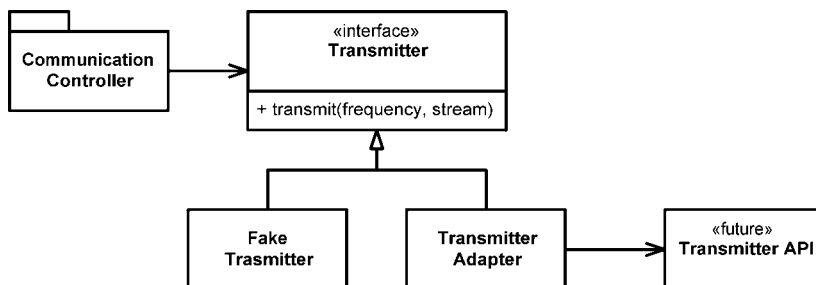 Communication
Controller
«interface»
Transmitter
+ transmit(frequency, stream)
Fake
Trasmitter
Transmitter
Adapter
«future»
Transmitter API